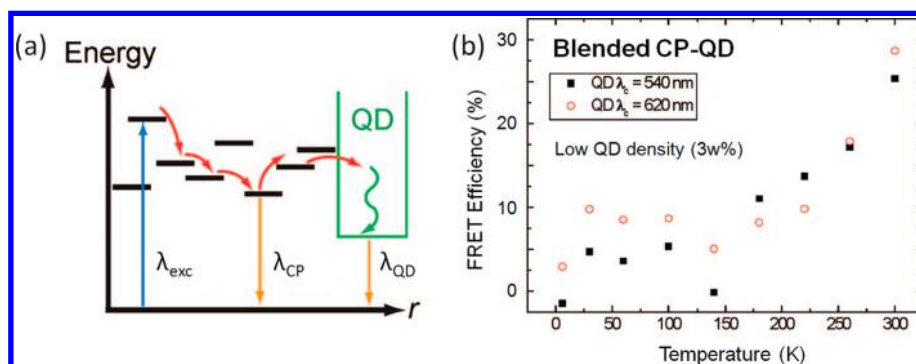 (a)
Energy
QD
λexc
λCP
λQD
r
(b)
Blended CP-QD
QD λc = 540 nm
QD λc = 620 nm
Low QD density (3w%)
FRET Efficiency (%)
30
20
10
0
0 50 100 150 200 250 300
Temperature (K)